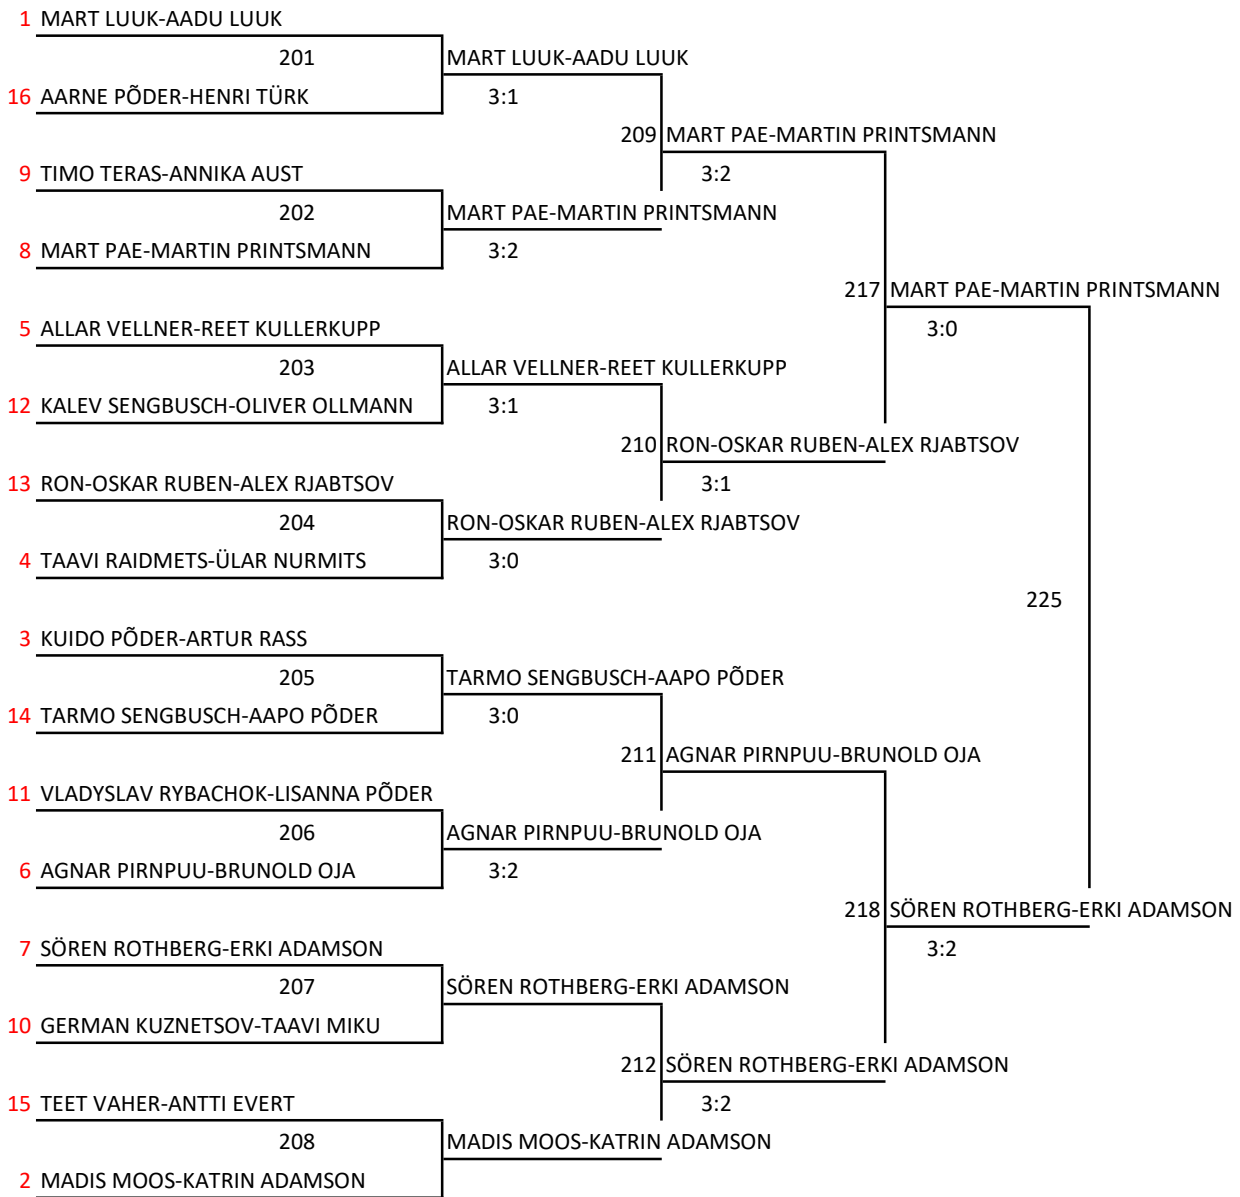 1 MART LUUK-AADU LUUK
201 MART LUUK-AADU LUUK
16 AARNE PÕDER-HENRI TÜRK 3:1
209 MART PAE-MARTIN PRINTSMANN
9 TIMO TERAS-ANNIKA AUST 3:2
202 MART PAE-MARTIN PRINTSMANN
8 MART PAE-MARTIN PRINTSMANN 3:2
217 MART PAE-MARTIN PRINTSMANN
5 ALLAR VELLNER-REET KULLERKUPP 3:0
203 ALLAR VELLNER-REET KULLERKUPP
12 KALEV SENGBUSCH-OLIVER OLLMANN 3:1
210 RON-OSKAR RUBEN-ALEX RJABTSOV
13 RON-OSKAR RUBEN-ALEX RJABTSOV 3:1
204 RON-OSKAR RUBEN-ALEX RJABTSOV
4 TAAVI RAIDMETS-ÜLAR NURMITS 3:0
225
3 KUIDO PÕDER-ARTUR RASS
205 TARMO SENGBUSCH-AAPO PÕDER
14 TARMO SENGBUSCH-AAPO PÕDER 3:0
211 AGNAR PIRNPUU-BRUNOLD OJA
11 VLADYSLAV RYBACHOK-LISANNA PÕDER
206 AGNAR PIRNPUU-BRUNOLD OJA
6 AGNAR PIRNPUU-BRUNOLD OJA 3:2
218 SÖREN ROTHBERG-ERKI ADAMSON
7 SÖREN ROTHBERG-ERKI ADAMSON 3:2
207 SÖREN ROTHBERG-ERKI ADAMSON
10 GERMAN KUZNETSOV-TAAVI MIKU
212 SÖREN ROTHBERG-ERKI ADAMSON
15 TEET VAHER-ANTTI EVERT 3:2
208 MADIS MOOS-KATRIN ADAMSON
2 MADIS MOOS-KATRIN ADAMSON